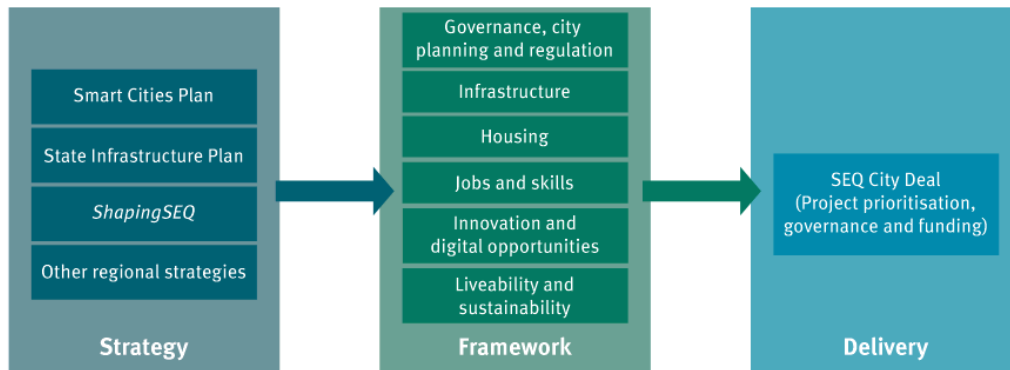 Smart Cities Plan
State Infrastructure Plan
ShapingSEQ
Other regional strategies
Strategy
Governance, city
planning and regulation
Infrastructure
Housing
Jobs and skills
Innovation and
digital opportunities
Liveability and
sustainability
Framework
SEQ City Deal
(Project prioritisation,
governance and funding)
Delivery